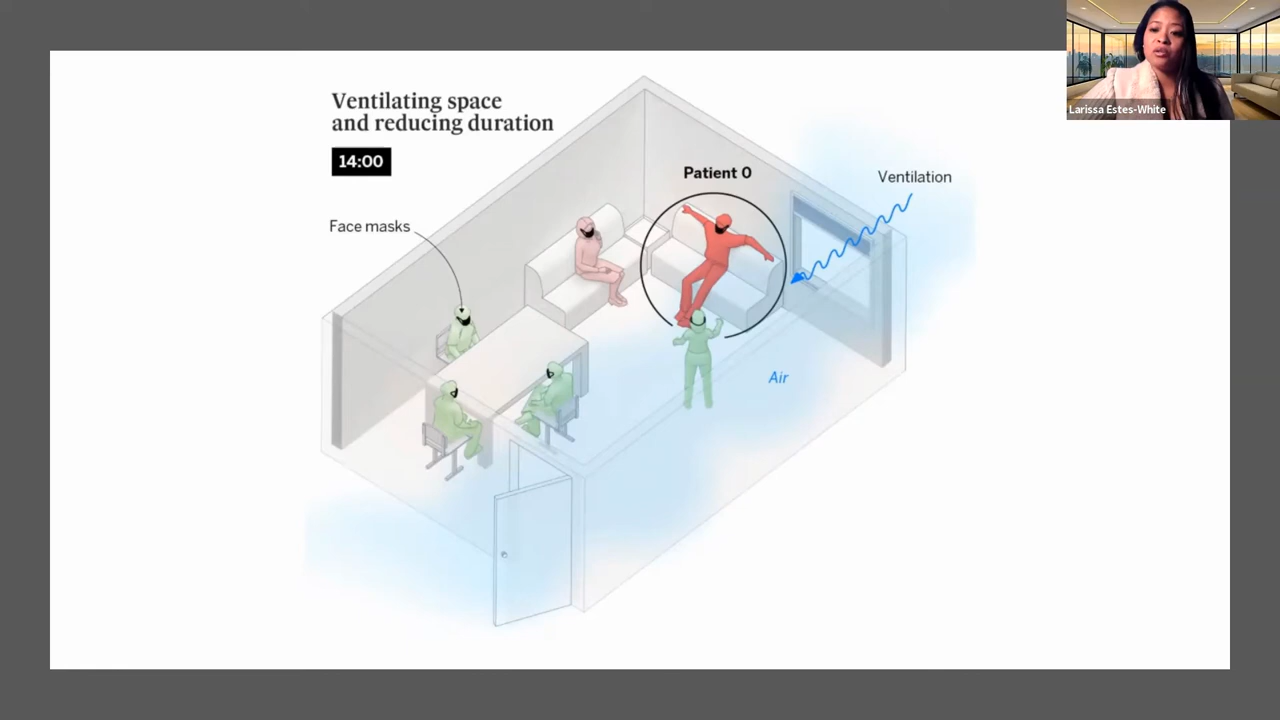 Ventilating space
and reducing duration
14:00
Patient 0
Ventilation
Face masks
Air
Larissa Estes-White